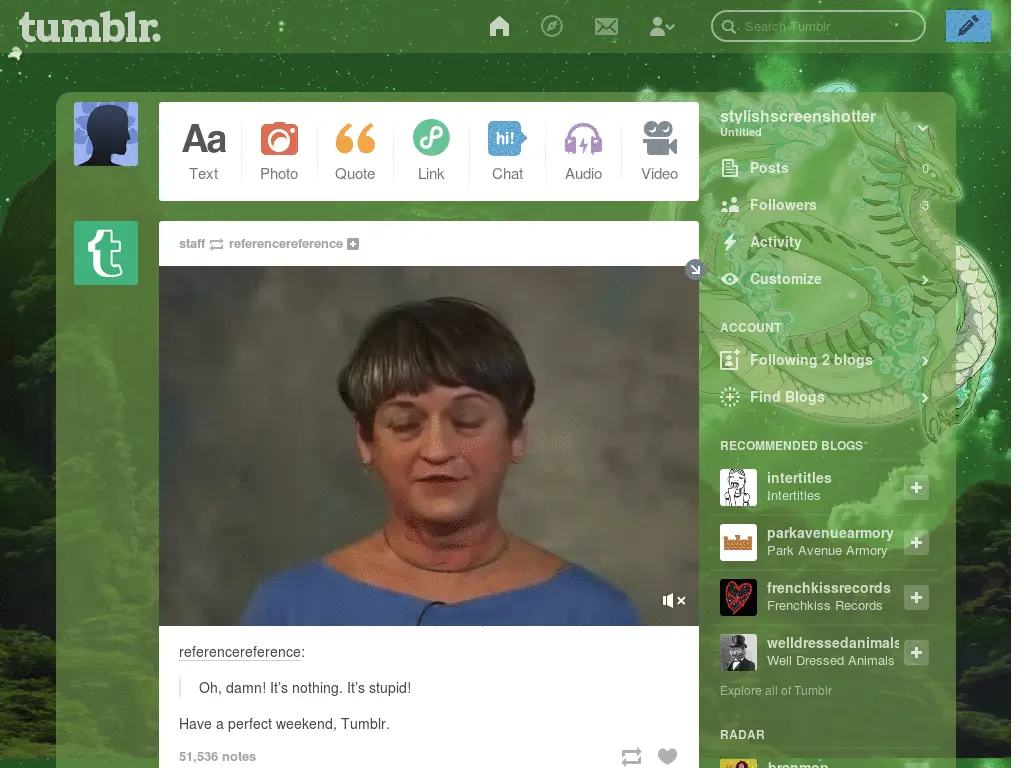 tumblr.
Search Tumblr
Aa
Text
Photo
Quote
Link
hi!
Chat
Audio
Video
stylishscreenshotter
Untitled
Posts 0
Followers 3
Activity
Customize
ACCOUNT
Following 2 blogs
Find Blogs
RECOMMENDED BLOGS
intertitles
Intertitles
parkavenuearmory
Park Avenue Armory
frenchkissrecords
Frenchkiss Records
welldressedanimals
Well Dressed Animals
Explore all of Tumblr
RADAR
t
staff referencereference
referencereference:
Oh, damn! It’s nothing. It’s stupid!
Have a perfect weekend, Tumblr.
51,536 notes